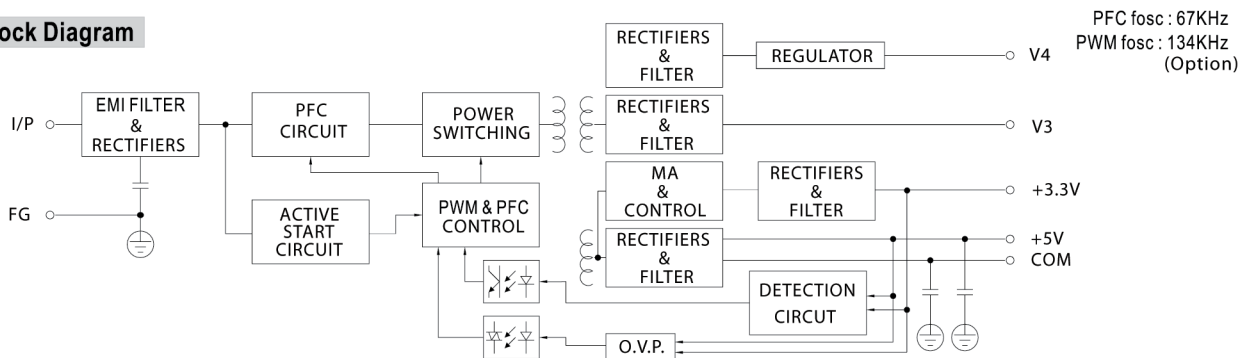 ock Diagram
PFC fosc : 67KHz
PWM fosc : 134KHz
(Option)
RECTIFIERS
&
FILTER
REGULATOR
V4
I/P
EMI FILTER
&
RECTIFIERS
PFC
CIRCUIT
POWER
SWITCHING
RECTIFIERS
&
FILTER
V3
MA
&
CONTROL
RECTIFIERS
&
FILTER
+3.3V
FG
ACTIVE
START
CIRCUIT
PWM & PFC
CONTROL
RECTIFIERS
&
FILTER
+5V
COM
DETECTION
CIRCUT
O.V.P.